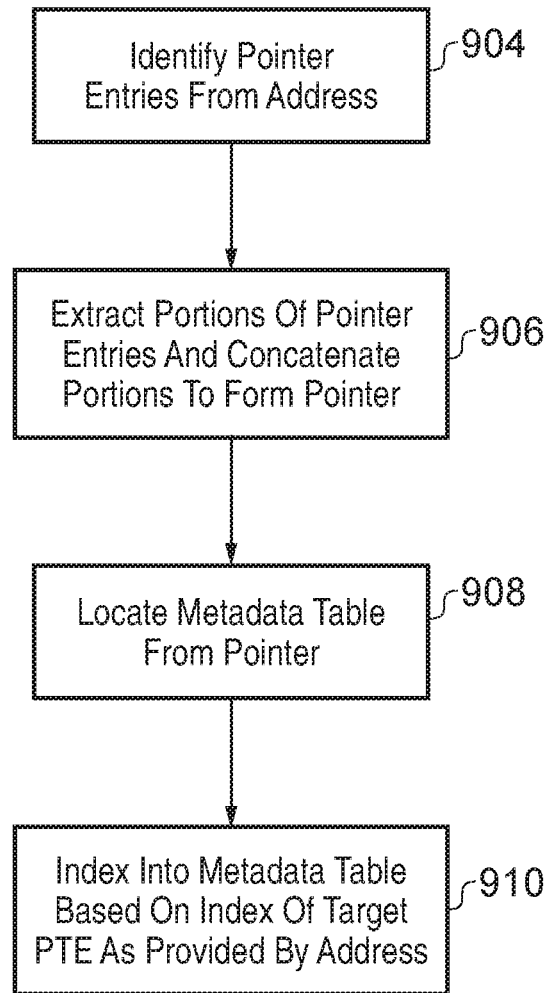 Identify Pointer
Entries From Address
904
Extract Portions Of Pointer
Entries And Concatenate
Portions To Form Pointer
906
Locate Metadata Table
From Pointer
908
Index Into Metadata Table
Based On Index Of Target
PTE As Provided By Address
910